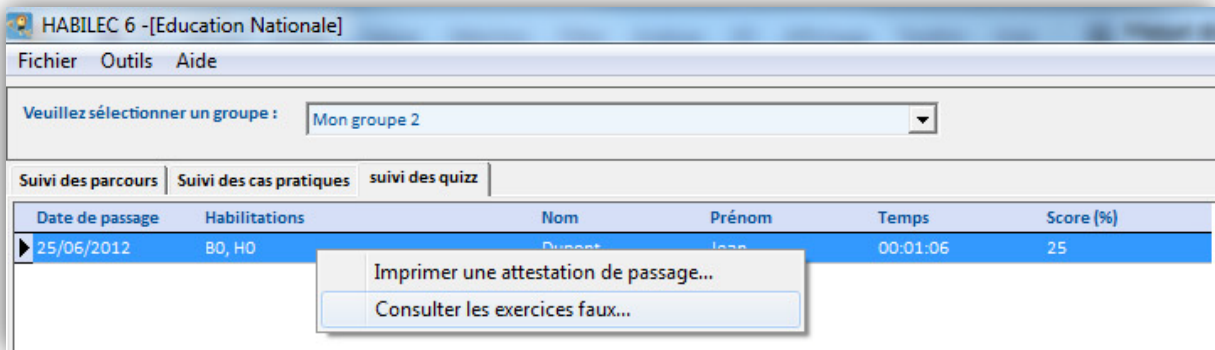 HABILEC 6 -[Education Nationale]
Fichier Outils Aide
Veuillez sélectionner un groupe : Mon groupe 2
Suivi des parcours Suivi des cas pratiques suivi des quizz
Date de passage Habilitations Nom Prénom Temps Score (%)
25/06/2012 B0, H0 Dupont Jean 00:01:06 25
Imprimer une attestation de passage...
Consulter les exercices faux...